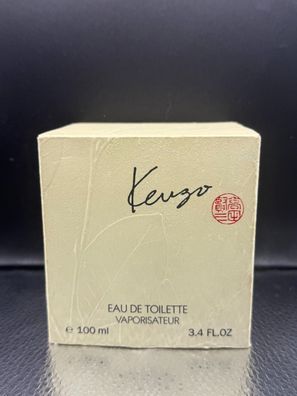 Kenzo
EAU DE TOILETTE
VAPORISATEUR
e 100 ml 3.4 FL.OZ